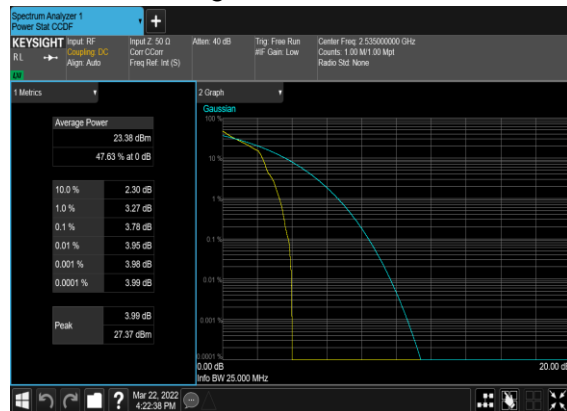 Spectrum Analyzer 1
Power Stat CCDF
KEYSIGHT
R L
Input: RF
Coupling: DC
Align: Auto
Input Z: 50 Ω
Corr CCorr
Freq Ref: Int (S)
Atten: 40 dB
Trig: Free Run
#IF Gain: Low
Center Freq: 2.535000000 GHz
Counts: 1.00 M/1.00 Mpt
Radio Std: None
1 Metrics
Average Power
23.38 dBm
47.63 % at 0 dB
10.0 % 2.30 dB
1.0 % 3.27 dB
0.1 % 3.78 dB
0.01 % 3.95 dB
0.001 % 3.98 dB
0.0001 % 3.99 dB
Peak
3.99 dB
27.37 dBm
2 Graph
Gaussian
100 %
10 %
1 %
0.1 %
0.01 %
0.001 %
0.0001 %
0.00 dB
20.00 dB
Info BW 25.000 MHz
?
Mar 22, 2022
4:22:38 PM